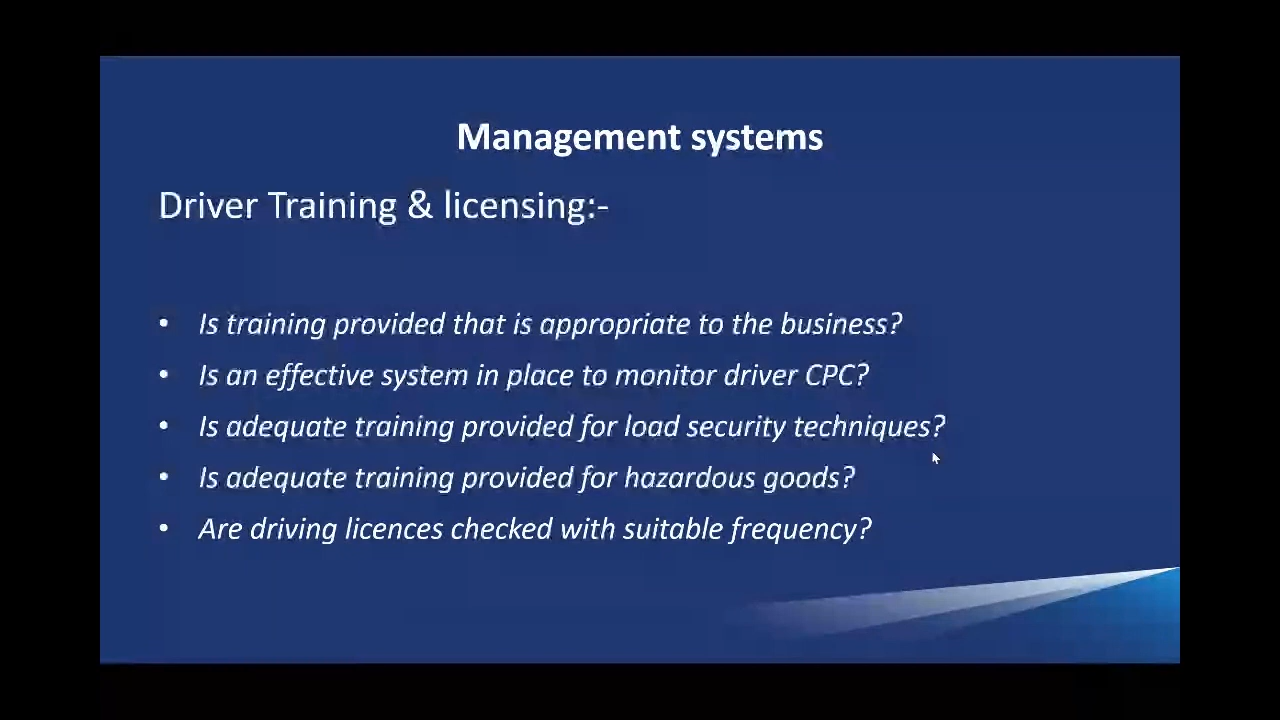 Management systems
Driver Training & licensing:-
• Is training provided that is appropriate to the business?
• Is an effective system in place to monitor driver CPC?
• Is adequate training provided for load security techniques?
• Is adequate training provided for hazardous goods?
• Are driving licences checked with suitable frequency?